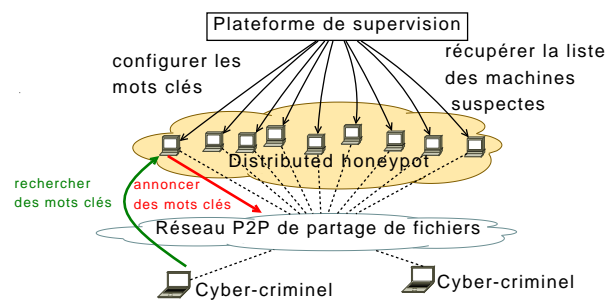 Plateforme de supervision
configurer les
mots clés
récupérer la liste
des machines
suspectes
Distributed honeypot
rechercher
des mots clés
annoncer
des mots clés
Réseau P2P de partage de fichiers
Cyber-criminel
Cyber-criminel